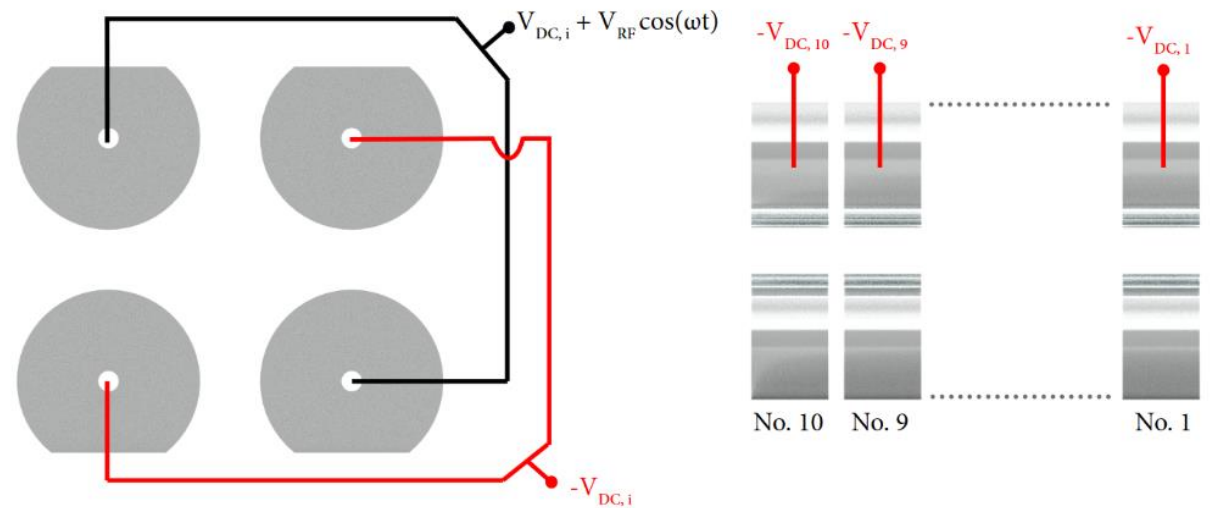 V_DC, i + V_RF cos(ωt)
-V_DC, i
-V_DC, 10 -V_DC, 9 -V_DC, 1
No. 10 No. 9 No. 1